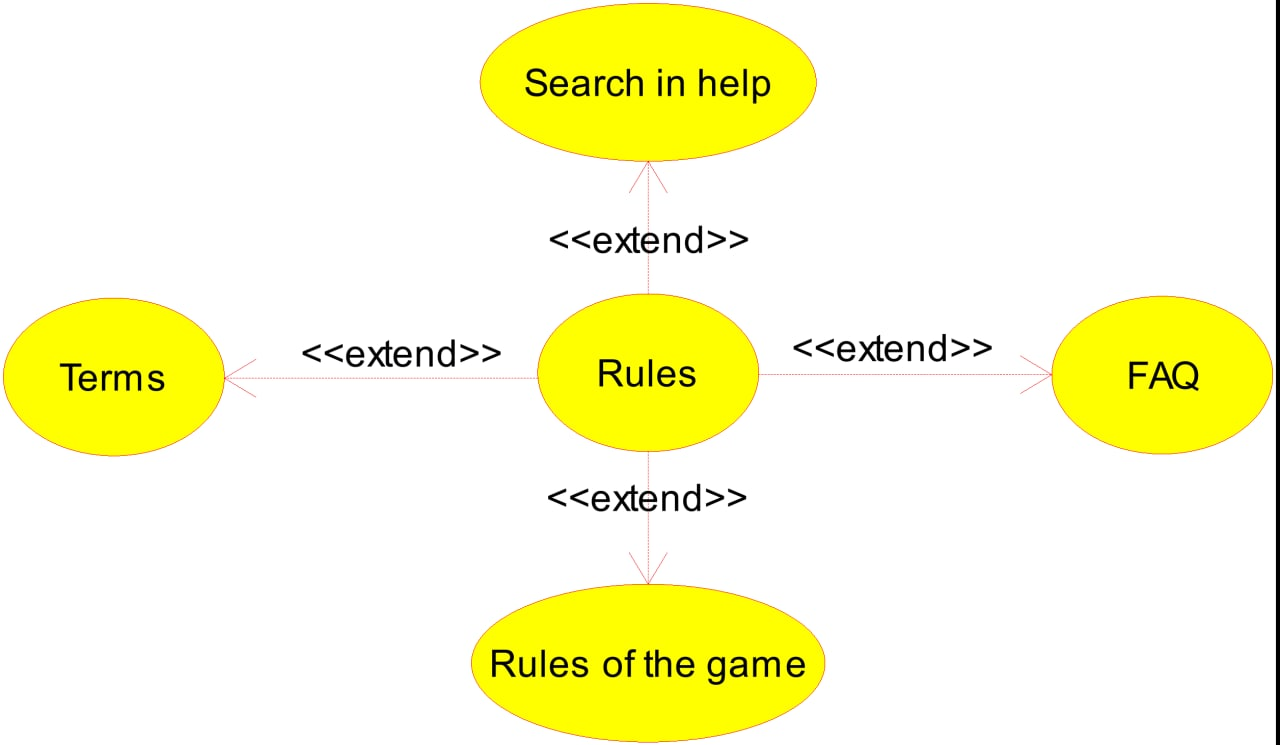 Search in help
<<extend>>
Terms
<<extend>>
Rules
<<extend>>
FAQ
<<extend>>
Rules of the game